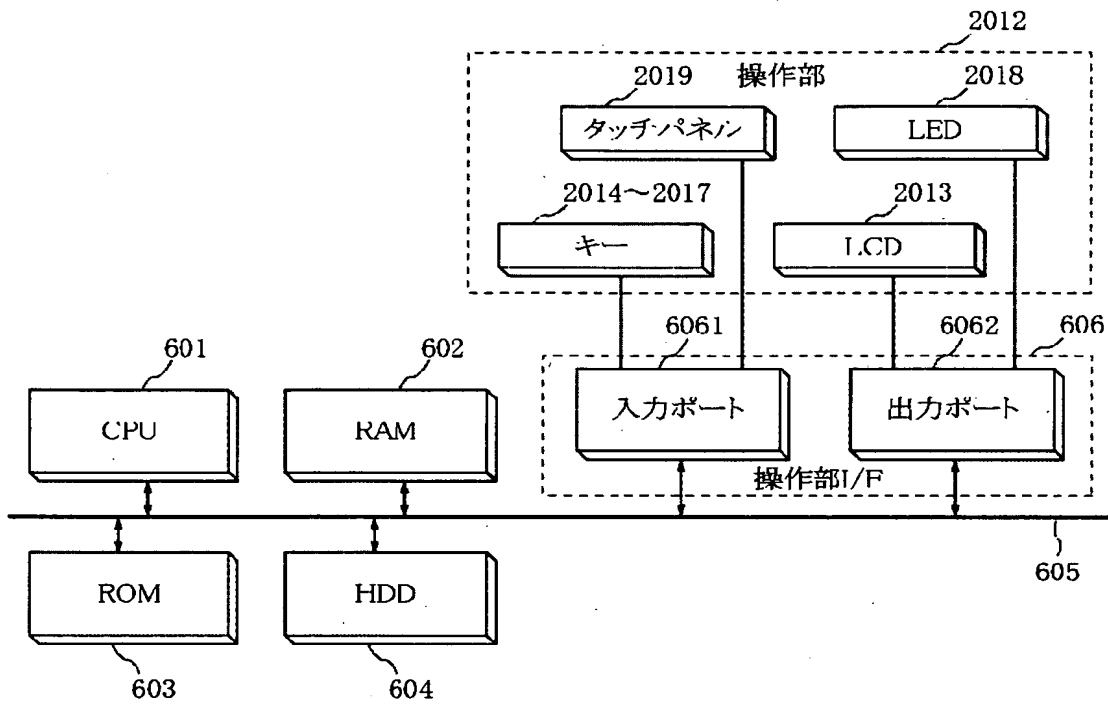 2012
操作部
2019
2018
タッチパネル
LED
2014～2017
2013
キー
LCD
6061
6062
606
601
602
CPU
RAM
入力ポート
出力ポート
操作部I/F
605
ROM
HDD
603
604